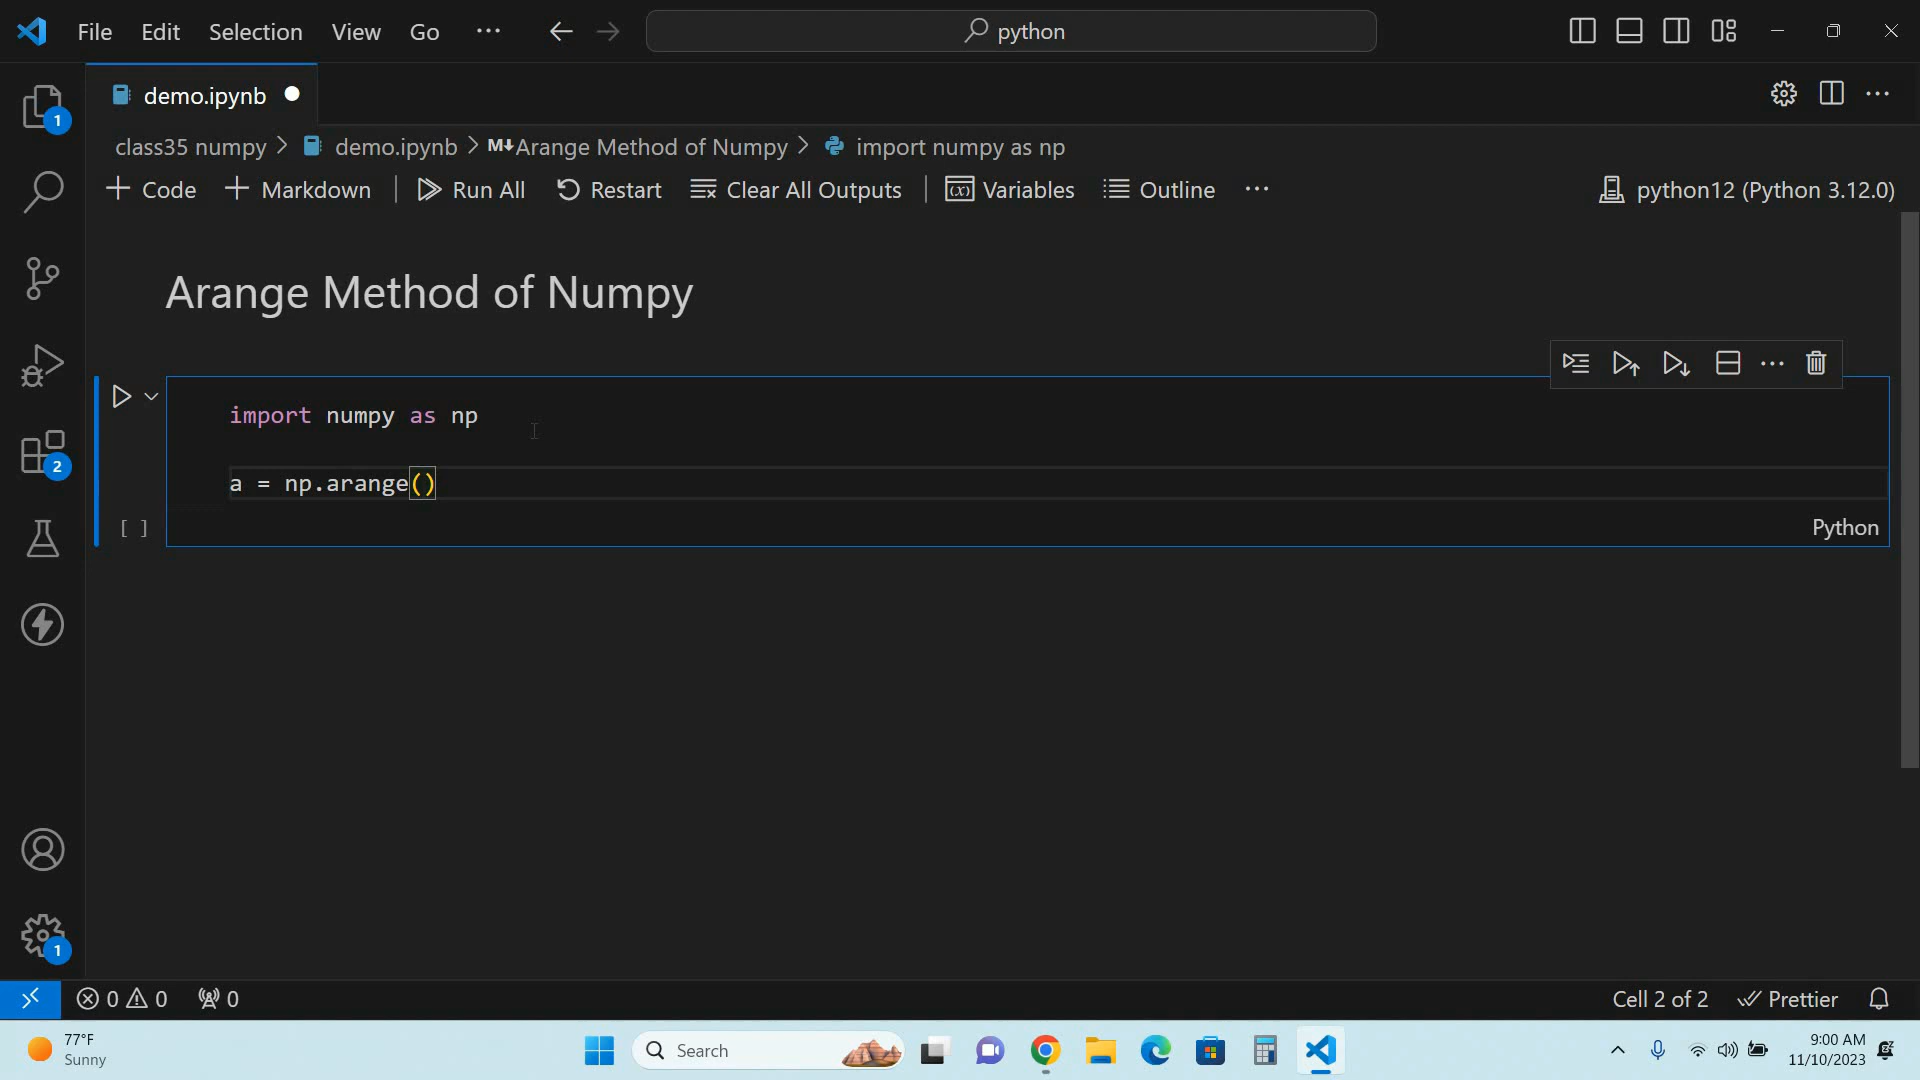 File Edit Selection View Go ··· python
demo.ipynb
1
class35 numpy > demo.ipynb > M↓Arange Method of Numpy > import numpy as np
+ Code + Markdown | Run All Restart Clear All Outputs | (x) Variables Outline ··· python12 (Python 3.12.0)
Arange Method of Numpy
import numpy as np
a = np.arange()
2
[ ] Python
1
0 0 0 Cell 2 of 2 Prettier
77°F
Sunny
Search
9:00 AM
11/10/2023